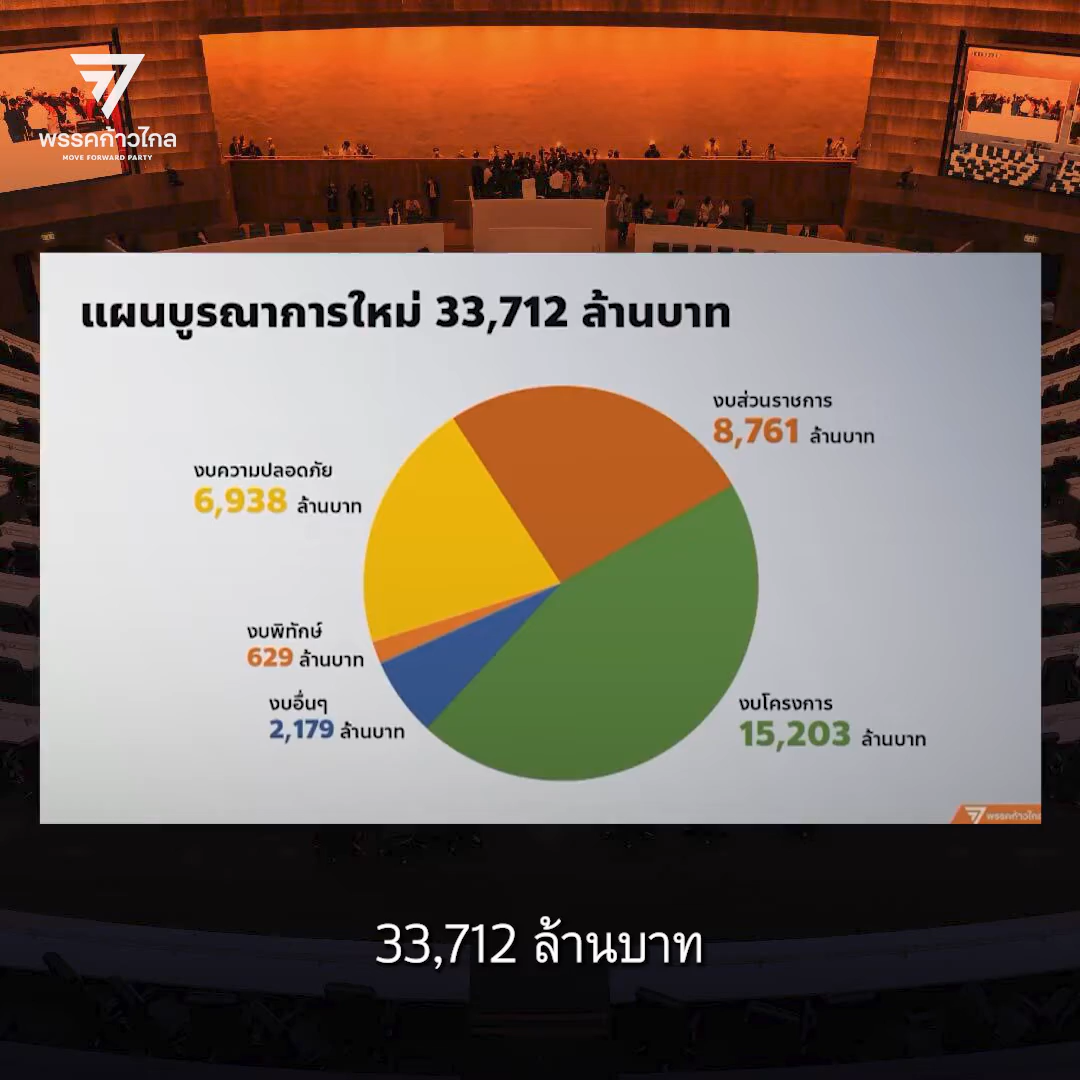 พรรคก้าวไกล
MOVE FORWARD PARTY
แผนบูรณาการใหม่ 33,712 ล้านบาท
งบส่วนราชการ
8,761 ล้านบาท
งบความปลอดภัย
6,938 ล้านบาท
งบพิทักษ์
629 ล้านบาท
งบอื่นๆ
2,179 ล้านบาท
งบโครงการ
15,203 ล้านบาท
พรรคก้าวไกล
33,712 ล้านบาท